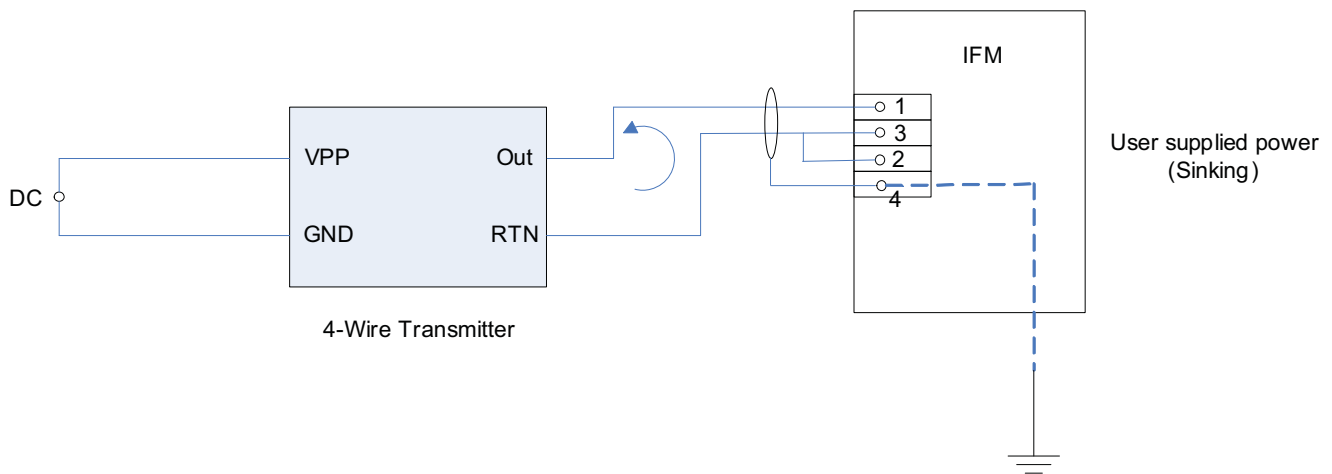 IFM
1
3
2
4
User supplied power
(Sinking)
VPP
Out
DC
GND
RTN
4-Wire Transmitter